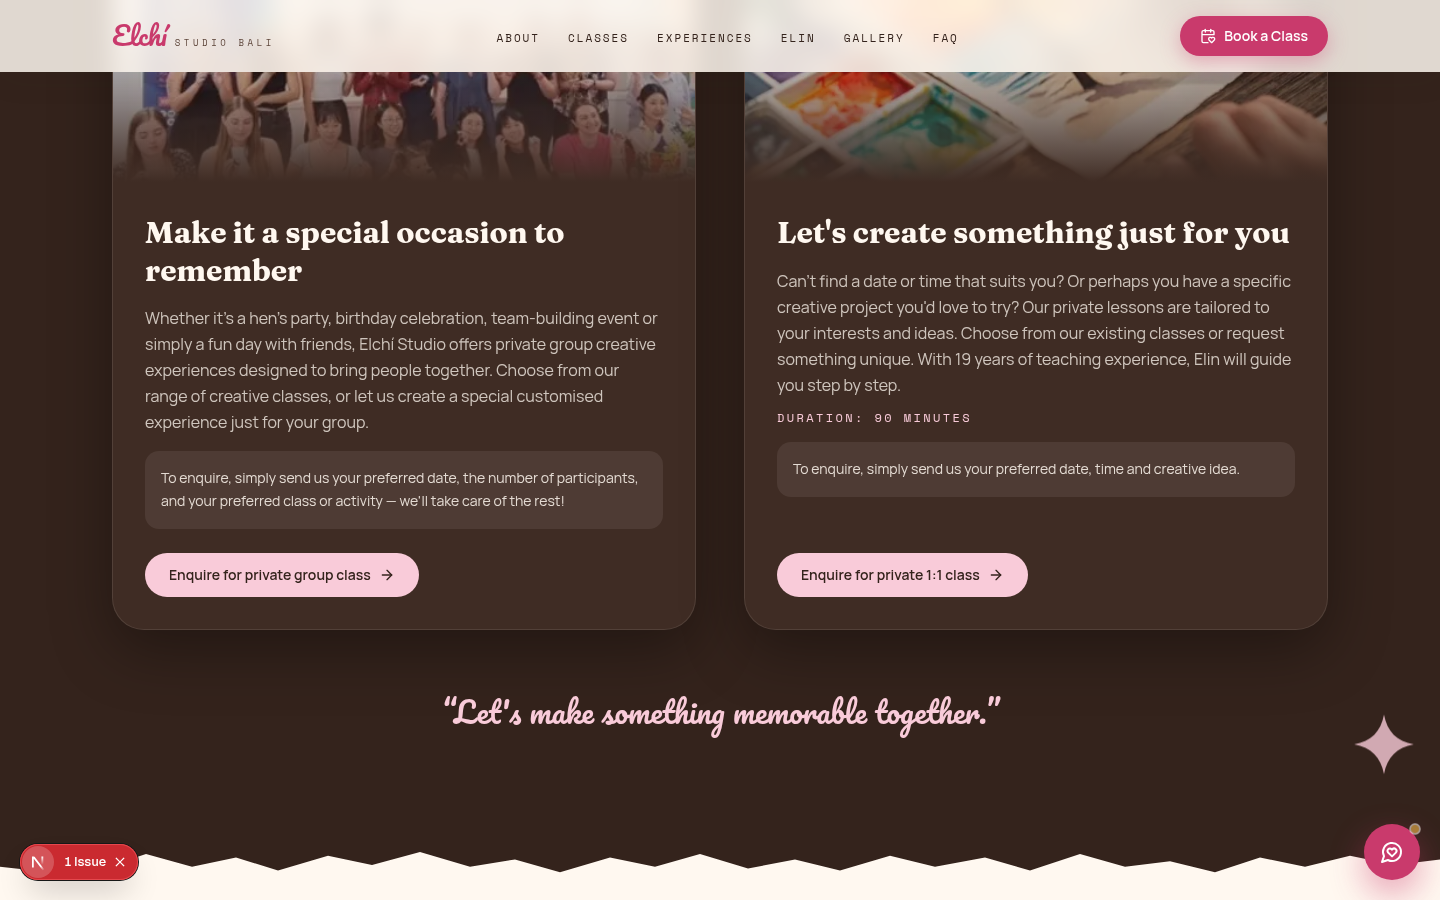 Elchí STUDIO BALI
ABOUT CLASSES EXPERIENCES ELIN GALLERY FAQ
Book a Class
Make it a special occasion to
remember
Whether it's a hen's party, birthday celebration, team-building event or
simply a fun day with friends, Elchí Studio offers private group creative
experiences designed to bring people together. Choose from our
range of creative classes, or let us create a special customised
experience just for your group.
To enquire, simply send us your preferred date, the number of participants,
and your preferred class or activity — we'll take care of the rest!
Enquire for private group class
Let's create something just for you
Can't find a date or time that suits you? Or perhaps you have a specific
creative project you'd love to try? Our private lessons are tailored to
your interests and ideas. Choose from our existing classes or request
something unique. With 19 years of teaching experience, Elin will guide
you step by step.
DURATION: 90 MINUTES
To enquire, simply send us your preferred date, time and creative idea.
Enquire for private 1:1 class
“Let's make something memorable together.”
N 1 Issue